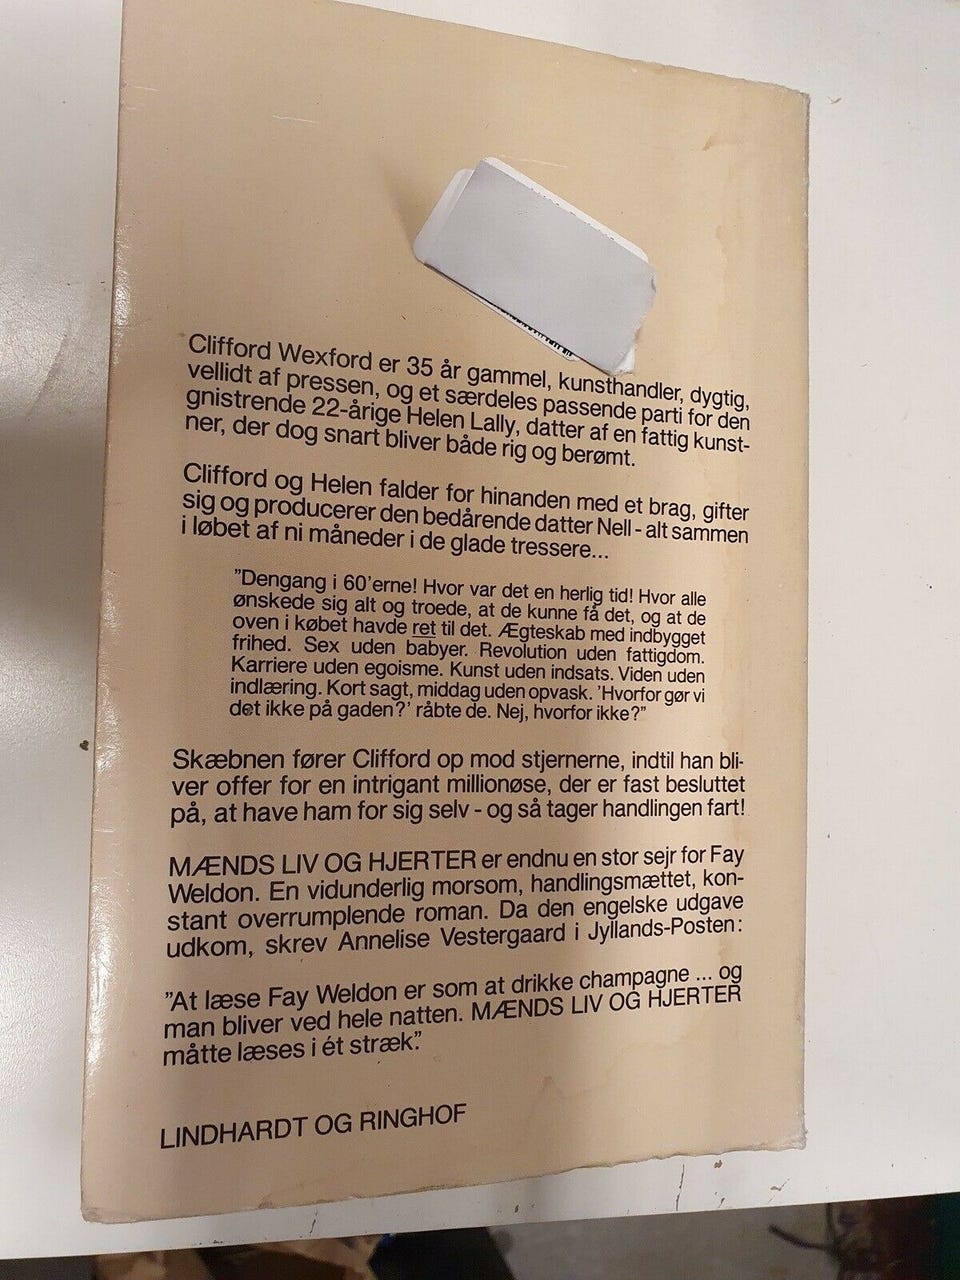 Clifford Wexford er 35 år gammel, kunsthandler, dygtig,
vellidt af pressen, og et særdeles passende parti for den
gnistrende 22-årige Helen Lally, datter af en fattig kunst-
ner, der dog snart bliver både rig og berømt.
Clifford og Helen falder for hinanden med et brag, gifter
sig og producerer den bedårende datter Nell - alt sammen
i løbet af ni måneder i de glade tressere...
"Dengang i 60'erne! Hvor var det en herlig tid! Hvor alle
ønskede sig alt og troede, at de kunne få det, og at de
oven i købet havde ret til det. Ægteskab med indbygget
frihed. Sex uden babyer. Revolution uden fattigdom.
Karriere uden egoisme. Kunst uden indsats. Viden uden
indlæring. Kort sagt, middag uden opvask. 'Hvorfor gør vi
det ikke på gaden?' råbte de. Nej, hvorfor ikke?"
Skæbnen fører Clifford op mod stjernerne, indtil han bli-
ver offer for en intrigant millionøse, der er fast besluttet
på, at have ham for sig selv - og så tager handlingen fart!
MÆNDS LIV OG HJERTER er endnu en stor sejr for Fay
Weldon. En vidunderlig morsom, handlingsmættet, kon-
stant overrumplende roman. Da den engelske udgave
udkom, skrev Annelise Vestergaard i Jyllands-Posten:
"At læse Fay Weldon er som at drikke champagne ... og
man bliver ved hele natten. MÆNDS LIV OG HJERTER
måtte læses i ét stræk."
LINDHARDT OG RINGHOF